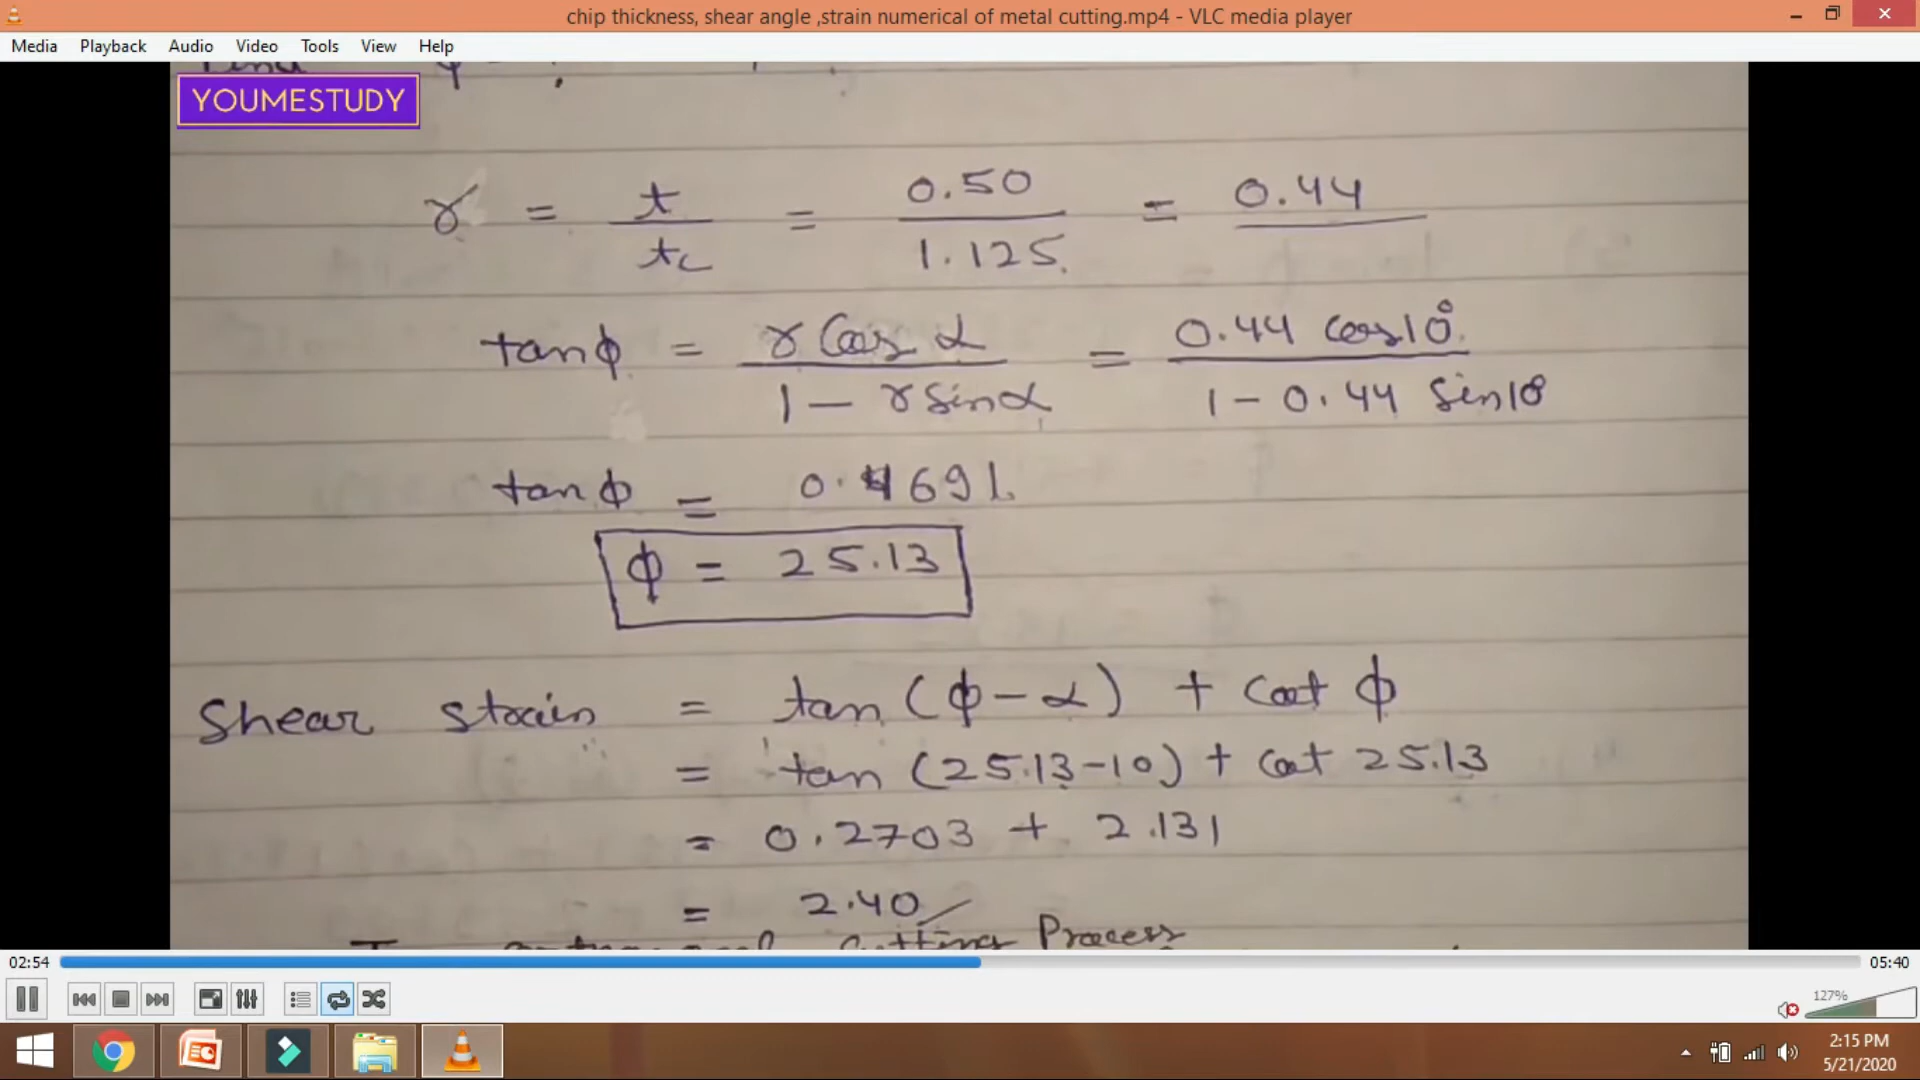 chip thickness, shear angle ,strain numerical of metal cutting.mp4 - VLC media player
Media Playback Audio Video Tools View Help
YOUMESTUDY
r = t / tc = 0.50 / 1.125 = 0.44
tanϕ = r Cos α / 1 - r sinα = 0.44 cos10° / 1 - 0.44 Sin10°
tanϕ = 0.4691
ϕ = 25.13
Shear strain = tan (ϕ - α) + cot ϕ
= tan (25.13-10) + cot 25.13
= 0.2703 + 2.131
= 2.40
cutting Process
02:54 05:40
127%
2:15 PM
5/21/2020